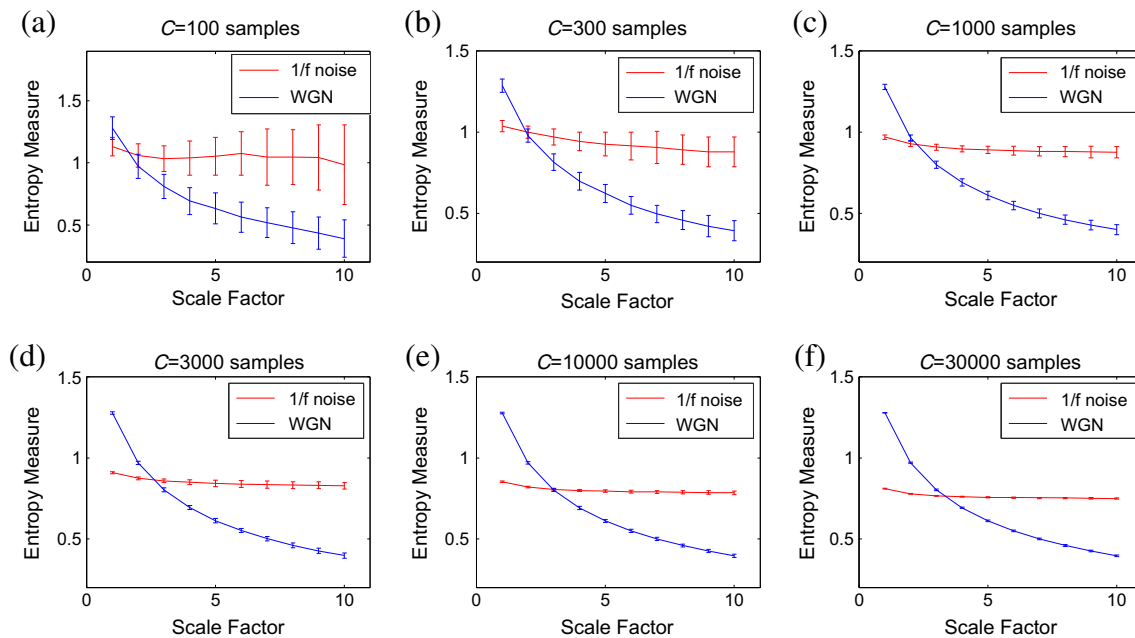 (a)
C=100 samples
1.5
1
0.5
0
5
10
Entropy Measure
Scale Factor
1/f noise
WGN
(b)
C=300 samples
1.5
1
0.5
0
5
10
Entropy Measure
Scale Factor
1/f noise
WGN
(c)
C=1000 samples
1.5
1
0.5
0
5
10
Entropy Measure
Scale Factor
1/f noise
WGN
(d)
C=3000 samples
1.5
1
0.5
0
5
10
Entropy Measure
Scale Factor
1/f noise
WGN
(e)
C=10000 samples
1.5
1
0.5
0
5
10
Entropy Measure
Scale Factor
1/f noise
WGN
(f)
C=30000 samples
1.5
1
0.5
0
5
10
Entropy Measure
Scale Factor
1/f noise
WGN